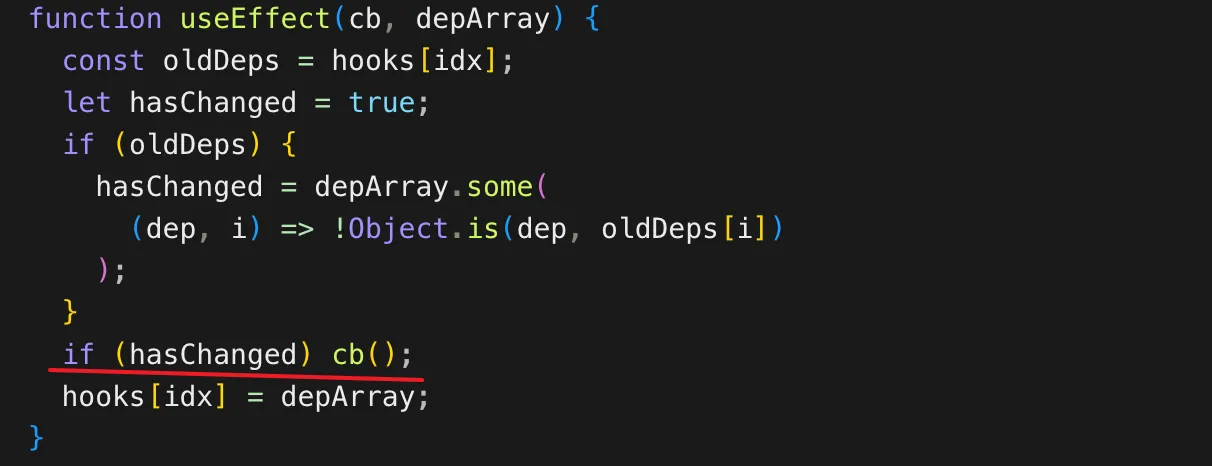 function useEffect(cb, depArray) {
  const oldDeps = hooks[idx];
  let hasChanged = true;
  if (oldDeps) {
    hasChanged = depArray.some(
      (dep, i) => !Object.is(dep, oldDeps[i])
    );
  }
  if (hasChanged) cb();
  hooks[idx] = depArray;
}